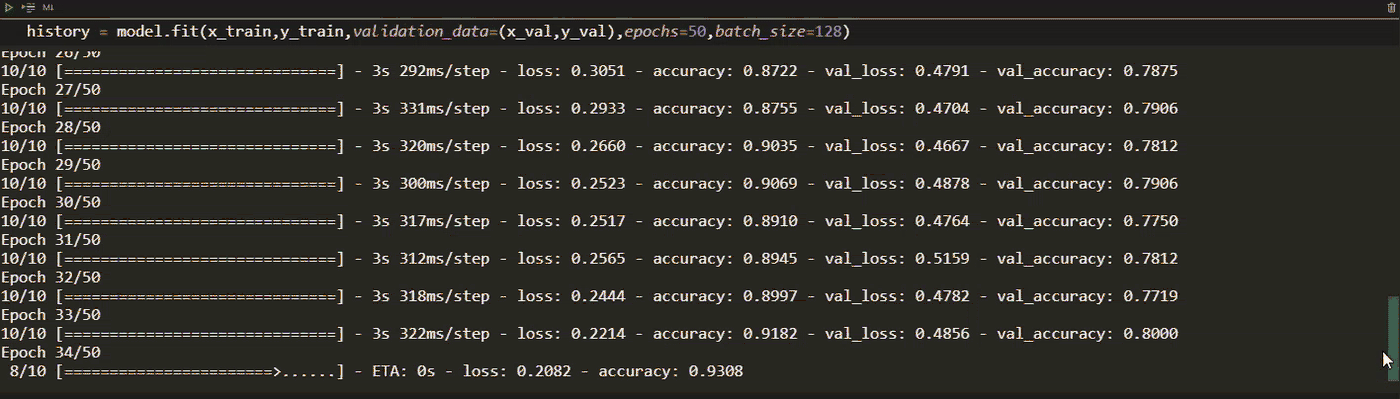 M↓
history = model.fit(x_train,y_train,validation_data=(x_val,y_val),epochs=50,batch_size=128)
Epoch 26/50
10/10 [==============================] - 3s 292ms/step - loss: 0.3051 - accuracy: 0.8722 - val_loss: 0.4791 - val_accuracy: 0.7875
Epoch 27/50
10/10 [==============================] - 3s 331ms/step - loss: 0.2933 - accuracy: 0.8755 - val_loss: 0.4704 - val_accuracy: 0.7906
Epoch 28/50
10/10 [==============================] - 3s 320ms/step - loss: 0.2660 - accuracy: 0.9035 - val_loss: 0.4667 - val_accuracy: 0.7812
Epoch 29/50
10/10 [==============================] - 3s 300ms/step - loss: 0.2523 - accuracy: 0.9069 - val_loss: 0.4878 - val_accuracy: 0.7906
Epoch 30/50
10/10 [==============================] - 3s 317ms/step - loss: 0.2517 - accuracy: 0.8910 - val_loss: 0.4764 - val_accuracy: 0.7750
Epoch 31/50
10/10 [==============================] - 3s 312ms/step - loss: 0.2565 - accuracy: 0.8945 - val_loss: 0.5159 - val_accuracy: 0.7812
Epoch 32/50
10/10 [==============================] - 3s 318ms/step - loss: 0.2444 - accuracy: 0.8997 - val_loss: 0.4782 - val_accuracy: 0.7719
Epoch 33/50
10/10 [==============================] - 3s 322ms/step - loss: 0.2214 - accuracy: 0.9182 - val_loss: 0.4856 - val_accuracy: 0.8000
Epoch 34/50
8/10 [=======================>......] - ETA: 0s - loss: 0.2082 - accuracy: 0.9308